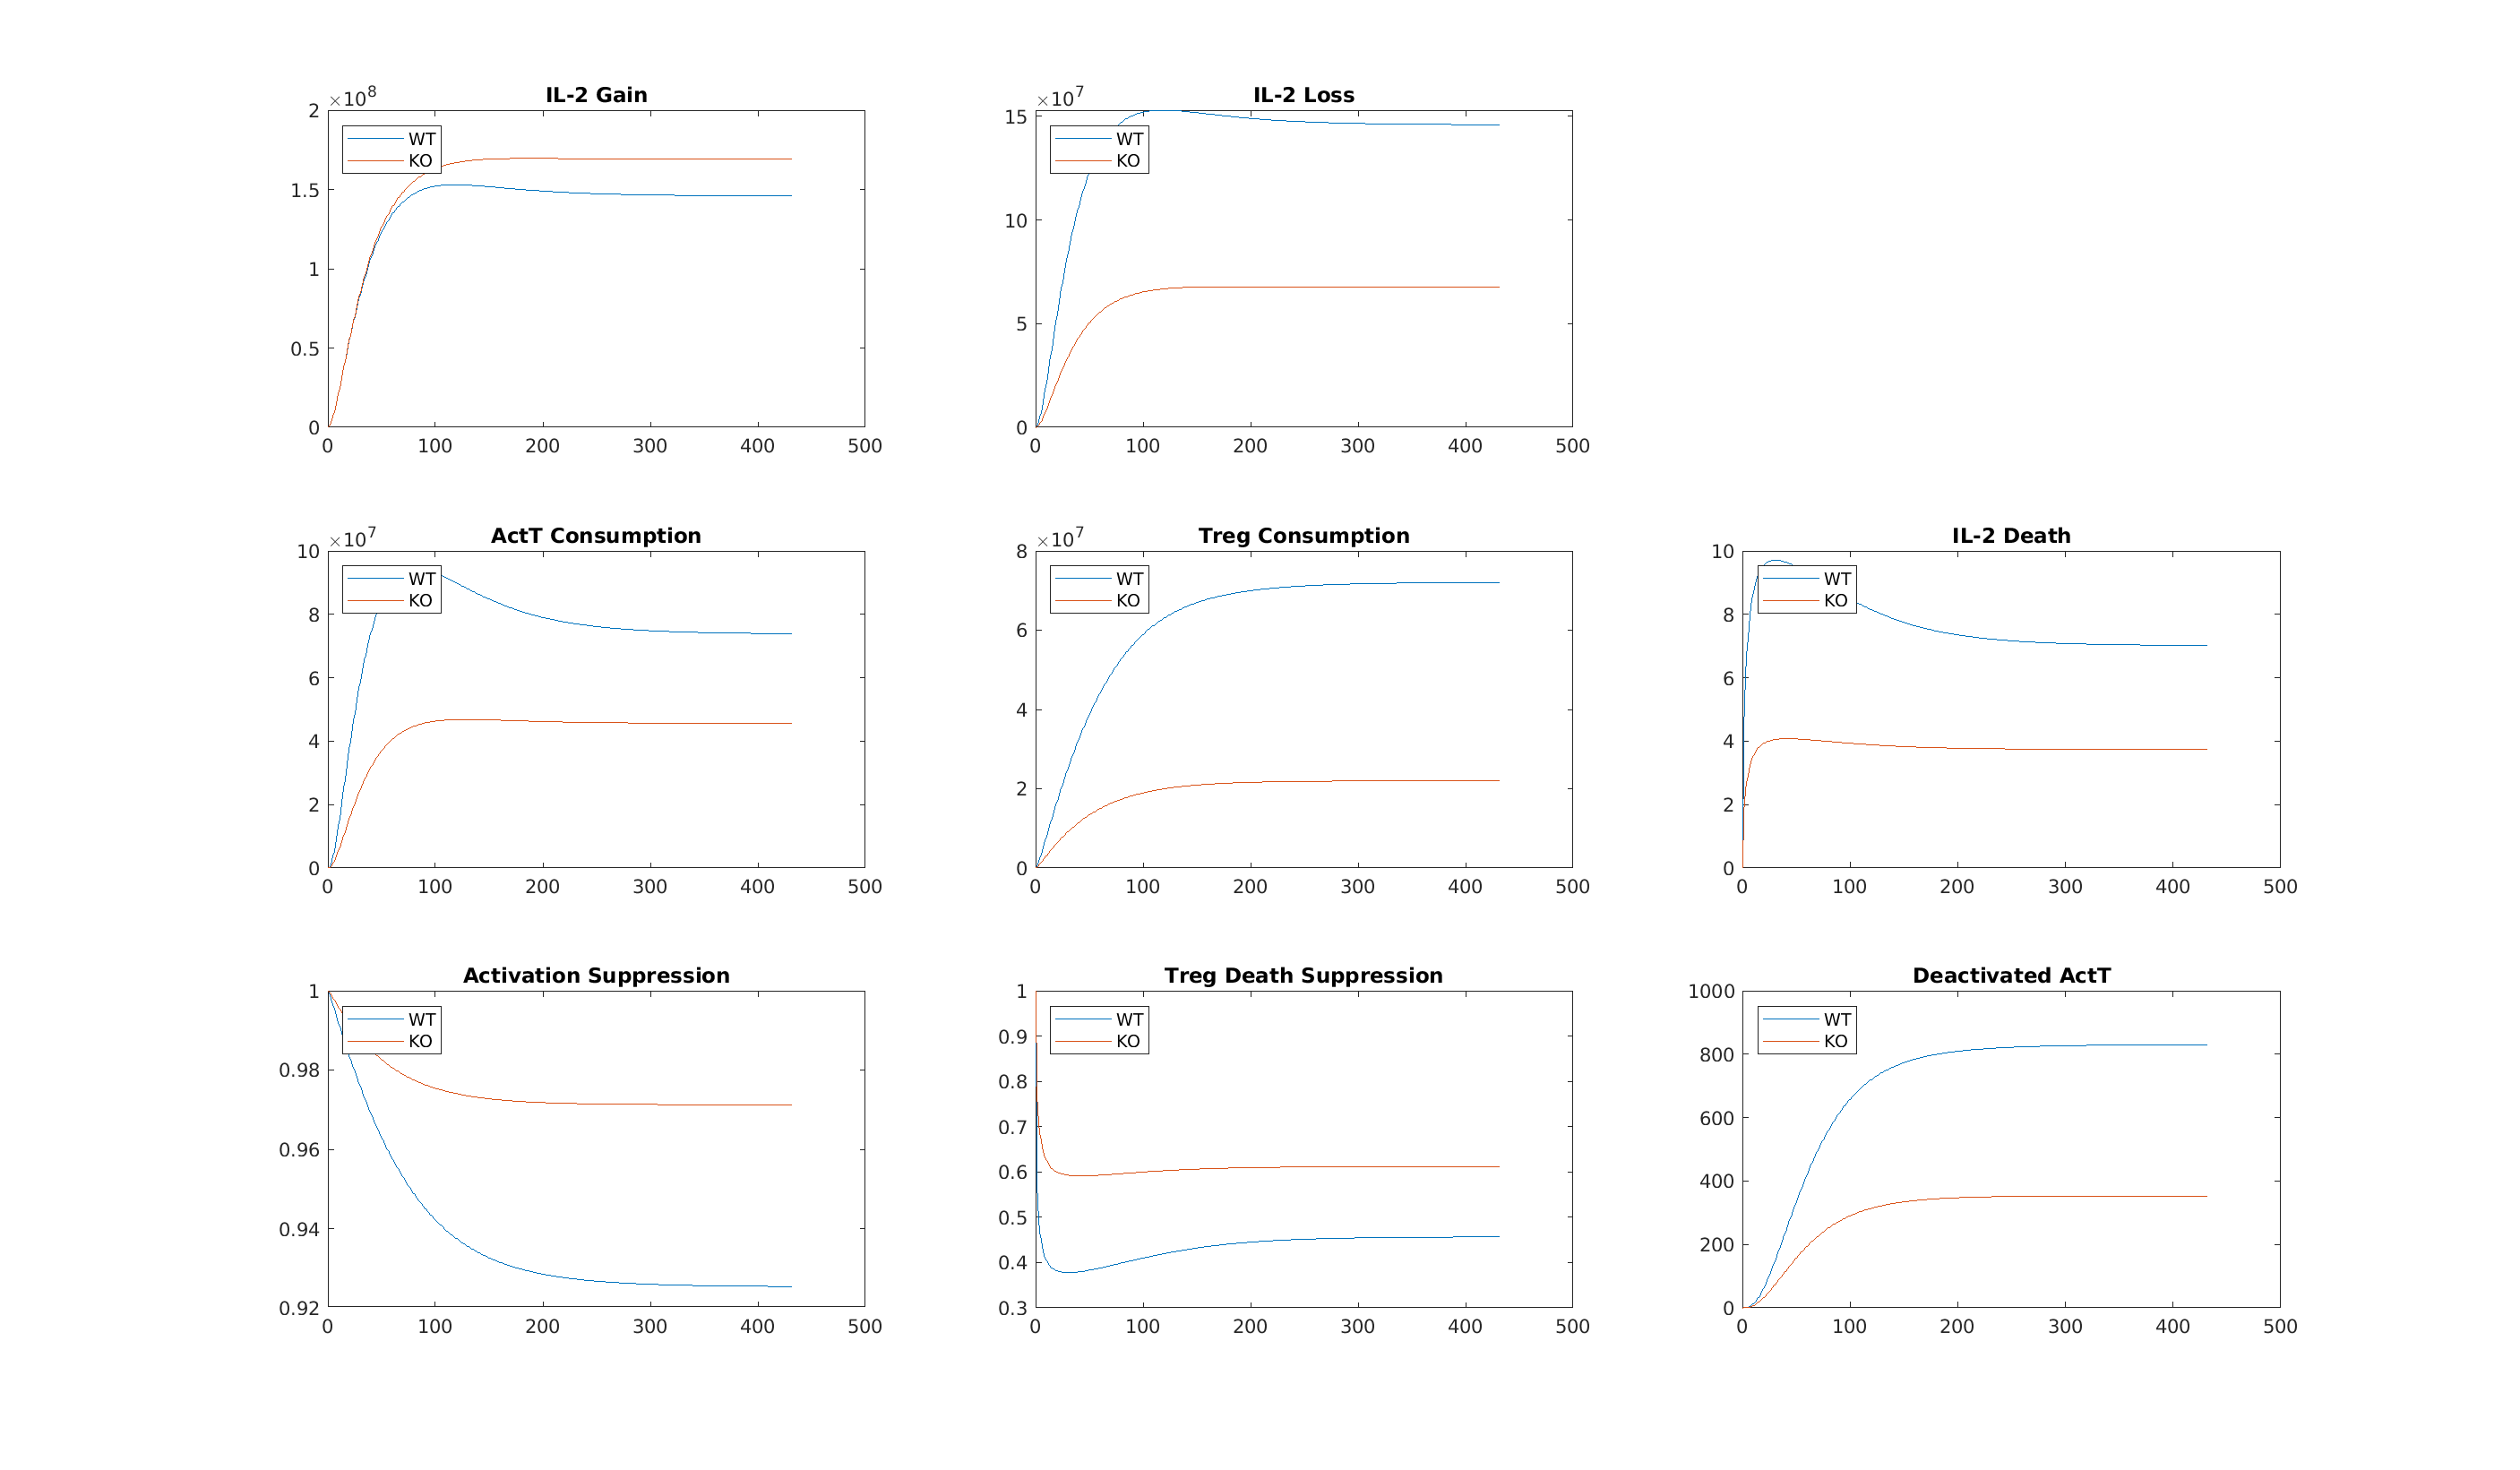 IL-2 Gain
×10^8
2
1.5
1
0.5
0
0 100 200 300 400 500
WT
KO
IL-2 Loss
×10^7
15
10
5
0
0 100 200 300 400 500
WT
KO
ActT Consumption
×10^7
10
8
6
4
2
0
0 100 200 300 400 500
WT
KO
Treg Consumption
×10^7
8
6
4
2
0
0 100 200 300 400 500
WT
KO
IL-2 Death
10
8
6
4
2
0
0 100 200 300 400 500
WT
KO
Activation Suppression
1
0.98
0.96
0.94
0.92
0 100 200 300 400 500
WT
KO
Treg Death Suppression
1
0.9
0.8
0.7
0.6
0.5
0.4
0.3
0 100 200 300 400 500
WT
KO
Deactivated ActT
1000
800
600
400
200
0
0 100 200 300 400 500
WT
KO